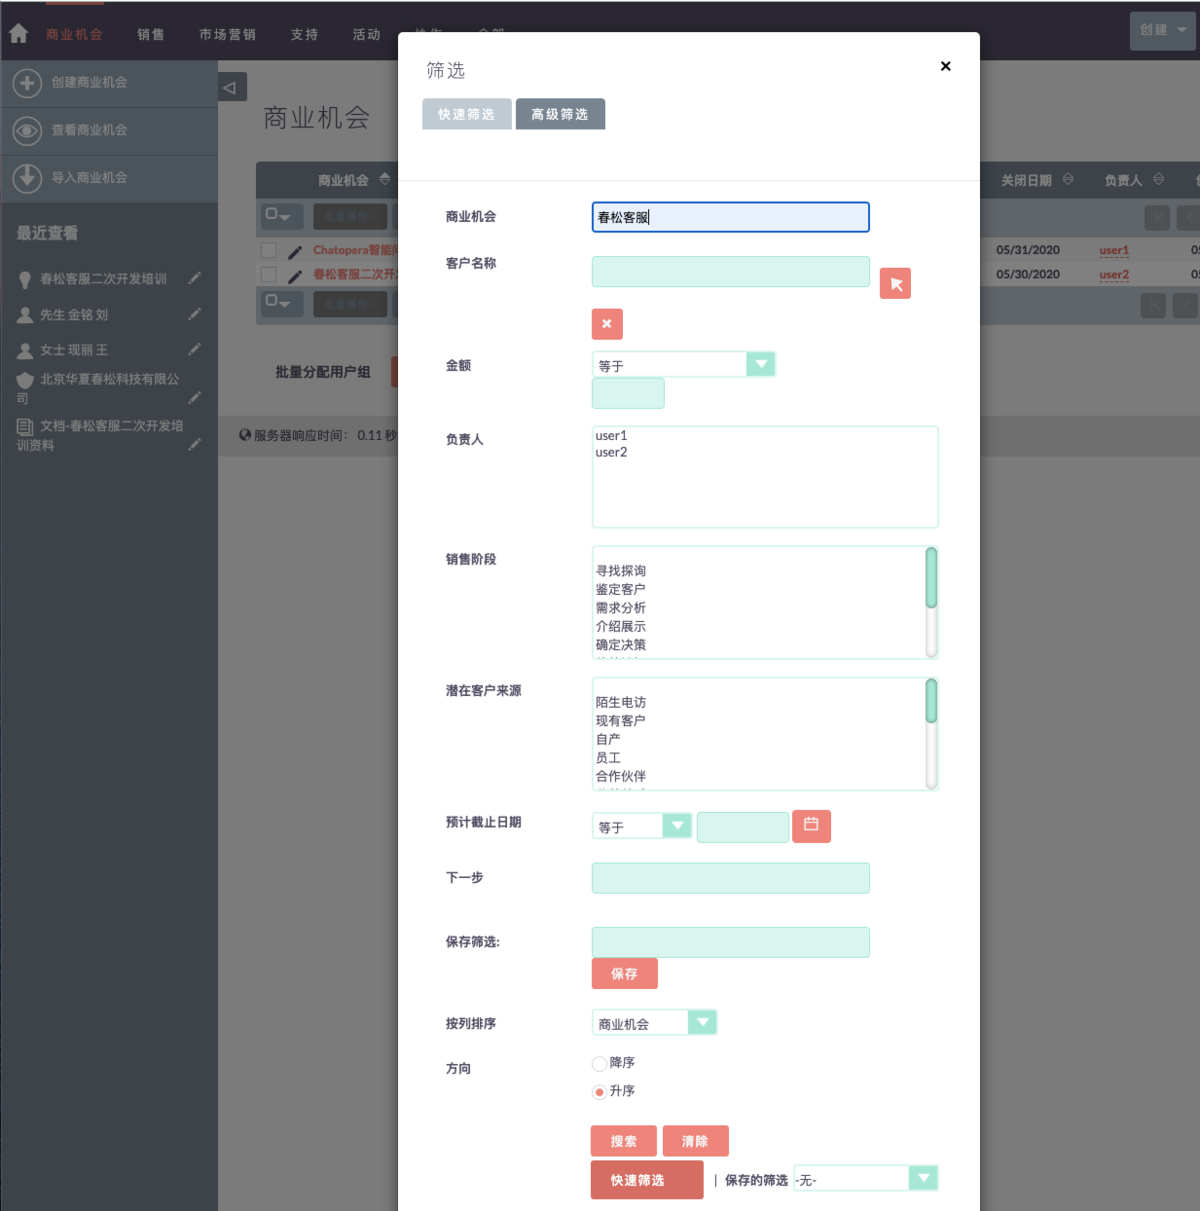 商业机会
销售
市场营销
支持
活动
创建
创建商业机会
查看商业机会
导入商业机会
最近查看
春松客服二次开发培训
先生 金铭 刘
女士 现丽 王
北京华夏春松科技有限公
司
文档-春松客服二次开发培
训资料
商业机会
商业机会
关闭日期
负责人
Chatopera智能
05/31/2020
user1
春松客服二次开
05/30/2020
user2
批量分配用户组
服务器响应时间： 0.11 秒
筛选
快速筛选
高级筛选
商业机会
春松客服
客户名称
金额
等于
负责人
user1
user2
销售阶段
寻找探询
鉴定客户
需求分析
介绍展示
确定决策
潜在客户来源
陌生电访
现有客户
自产
员工
合作伙伴
预计截止日期
等于
下一步
保存筛选:
保存
按列排序
商业机会
方向
降序
升序
搜索
清除
快速筛选
| 保存的筛选
-无-